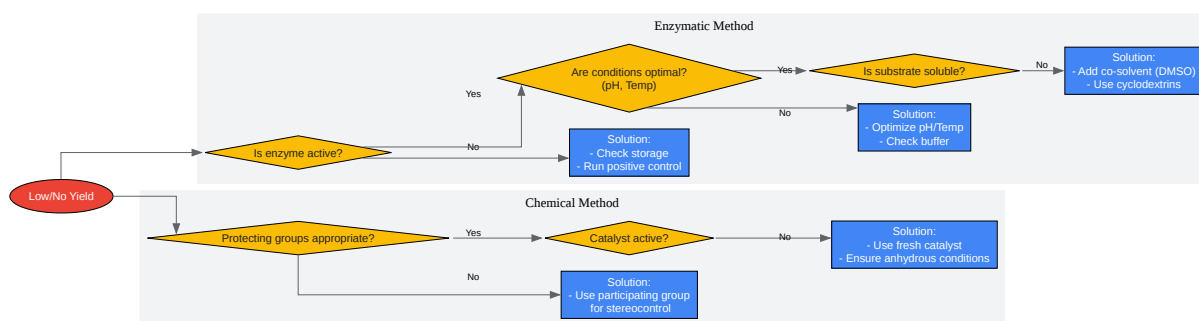 Enzymatic Method
Are conditions optimal?
(pH, Temp)
Yes
Is substrate soluble?
No
Solution:
- Add co-solvent (DMSO)
- Use cyclodextrins
Yes
No
Solution:
- Optimize pH/Temp
- Check buffer
Is enzyme active?
No
Solution:
- Check storage
- Run positive control
Low/No Yield
Chemical Method
Protecting groups appropriate?
Yes
Catalyst active?
No
Solution:
- Use fresh catalyst
- Ensure anhydrous conditions
No
Solution:
- Use participating group
for stereocontrol